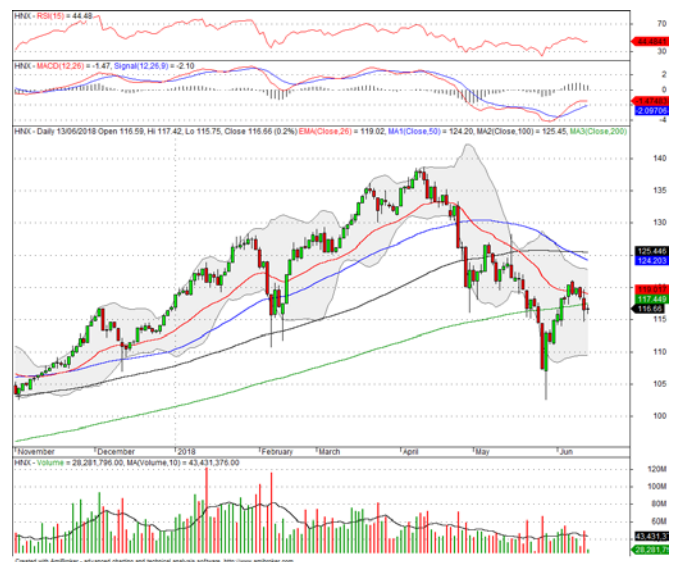 HNX - RSI(15) = 44.48
70
44.4841
30
HNX - MACD(12,26) = -1.47, Signal(12,26,9) = -2.10
2
0
-2.09706
-4
HNX - Daily 13/06/2018 Open 116.59, Hi 117.42, Lo 115.75, Close 116.66 (0.2%) EMA(Close,26) = 119.02, MA1(Close,50) = 124.20, MA2(Close,100) = 125.45, MA3(Close,200)
140
135
130
125.446
124.203
117.449
116.66
115
110
105
100
November December 2018 February March April May Jun
HNX - Volume = 28,281,796.00, MA(Volume,10) = 43,431,376.00
120M
100M
80M
60M
43,431,37
28,281,79
Created with AmiBroker - advanced charting and technical analysis software. http://www.amibroker.com